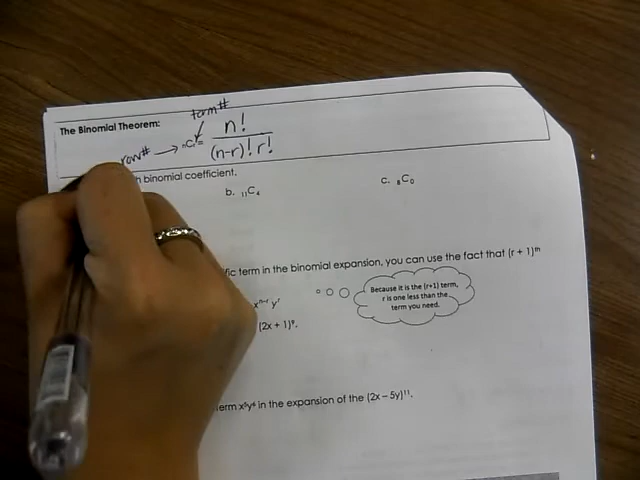 term#
The Binomial Theorem:
row# → nCr = n! / (n-r)! r!
binomial coefficient.
b. 11C4
c. 8C0
term in the binomial expansion, you can use the fact that (r + 1)th
xⁿ⁻ʳ yʳ
Because it is the (r+1) term,
r is one less than the
term you need.
(2x + 1)⁹.
term x⁵y⁶ in the expansion of the (2x – 5y)¹¹.